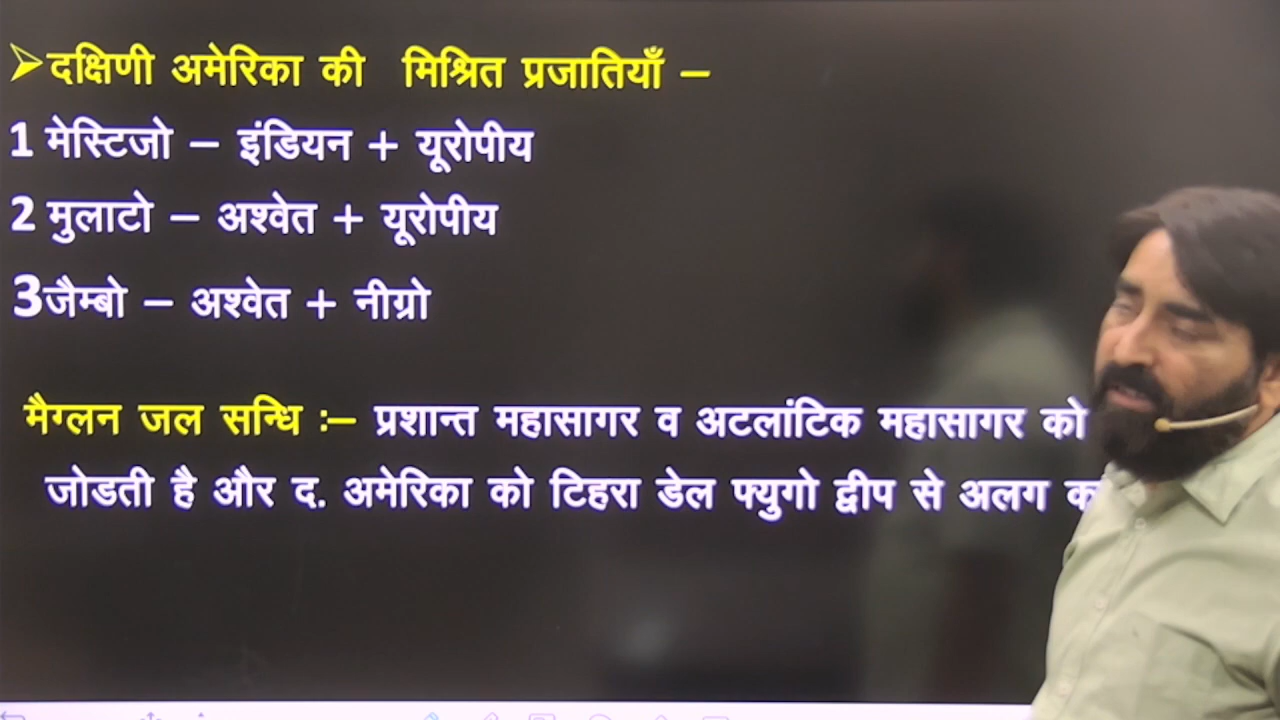 ➢दक्षिणी अमेरिका की मिश्रित प्रजातियाँ –
1 मेस्टिजो – इंडियन + यूरोपीय
2 मुलाटो – अश्वेत + यूरोपीय
3जैम्बो – अश्वेत + नीग्रो
मैग्लन जल सन्धि :– प्रशान्त महासागर व अटलांटिक महासागर को
जोडती है और द. अमेरिका को टिहरा डेल फ्युगो द्वीप से अलग